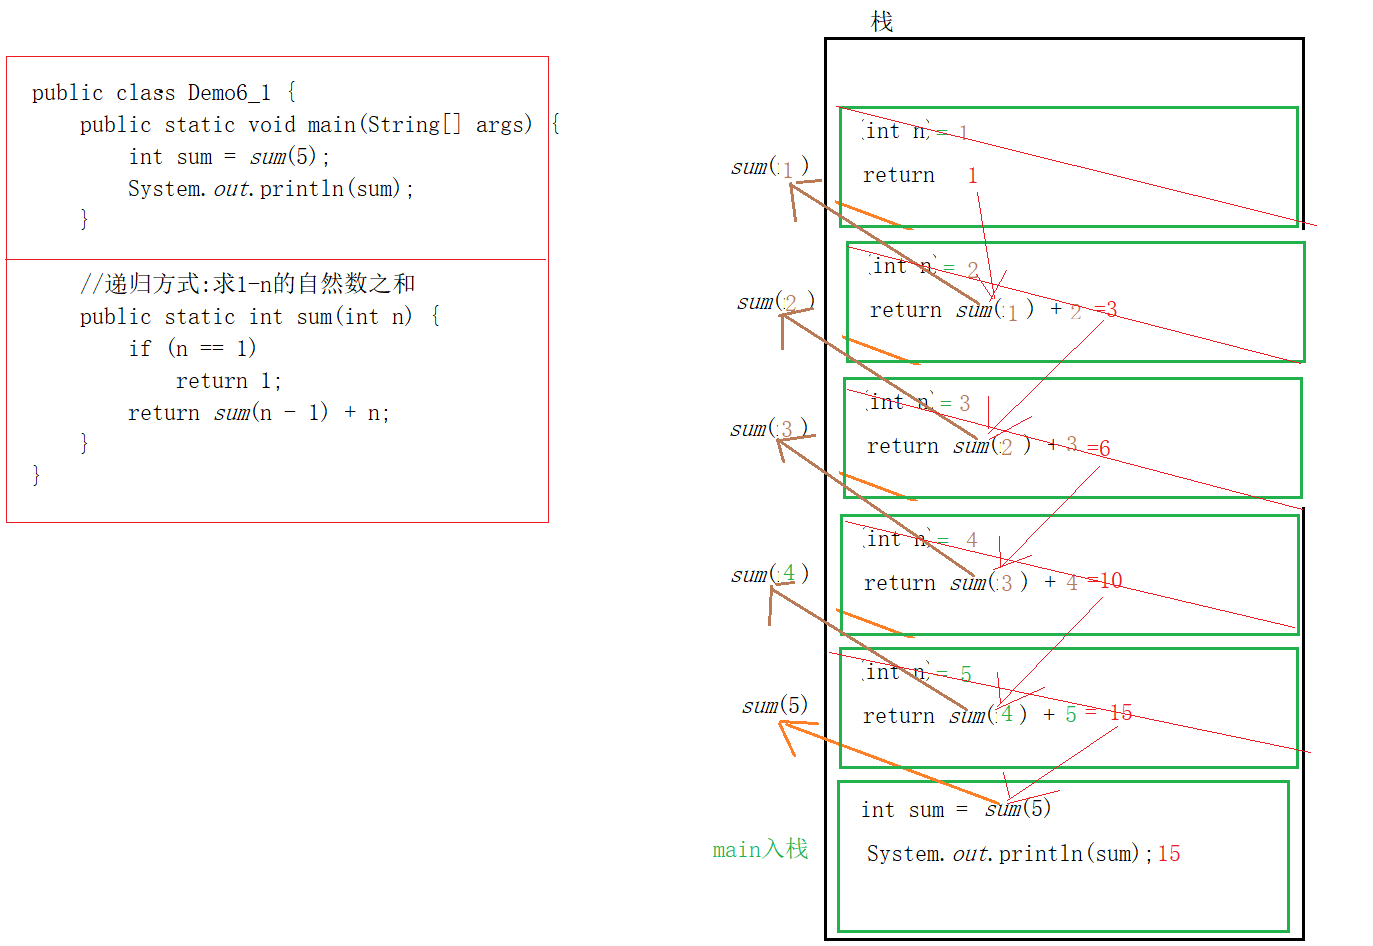 public class Demo6_1 {
public static void main(String[] args) {
int sum = sum(5);
System.out.println(sum);
}
//递归方式:求1-n的自然数之和
public static int sum(int n) {
if (n == 1)
return 1;
return sum(n - 1) + n;
}
}
栈
sum(1)
int n = 1
return 1
sum(2)
int n = 2
return sum(1) + 2 =3
sum(3)
int n = 3
return sum(2) + 3 =6
sum(4)
int n = 4
return sum(3) + 4 =10
sum(5)
int n = 5
return sum(4) + 5 = 15
main入栈
int sum = sum(5)
System.out.println(sum);15